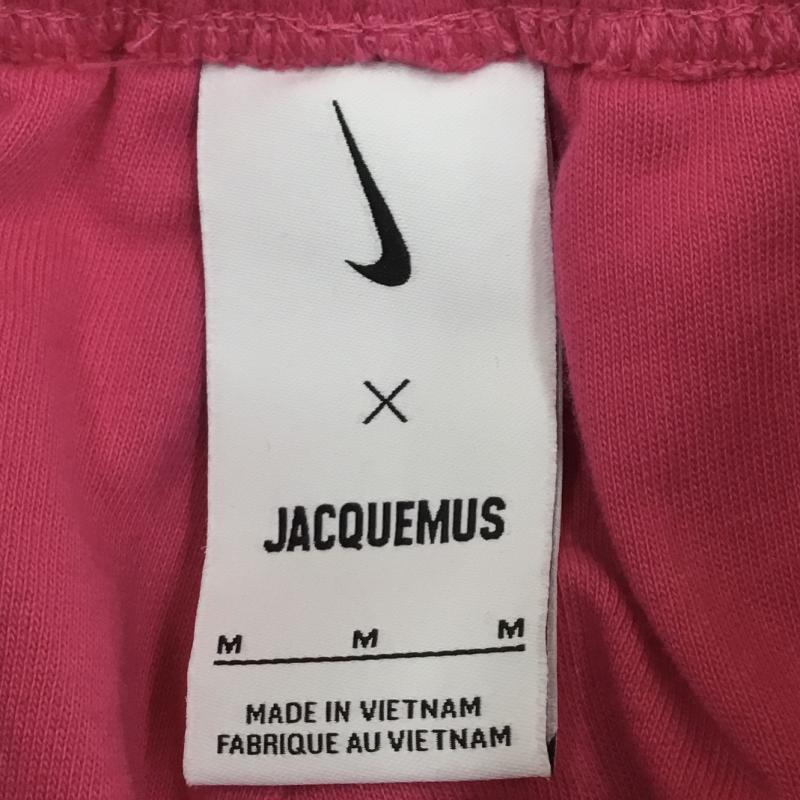 ×
JACQUEMUS
M M M
MADE IN VIETNAM
FABRIQUE AU VIETNAM